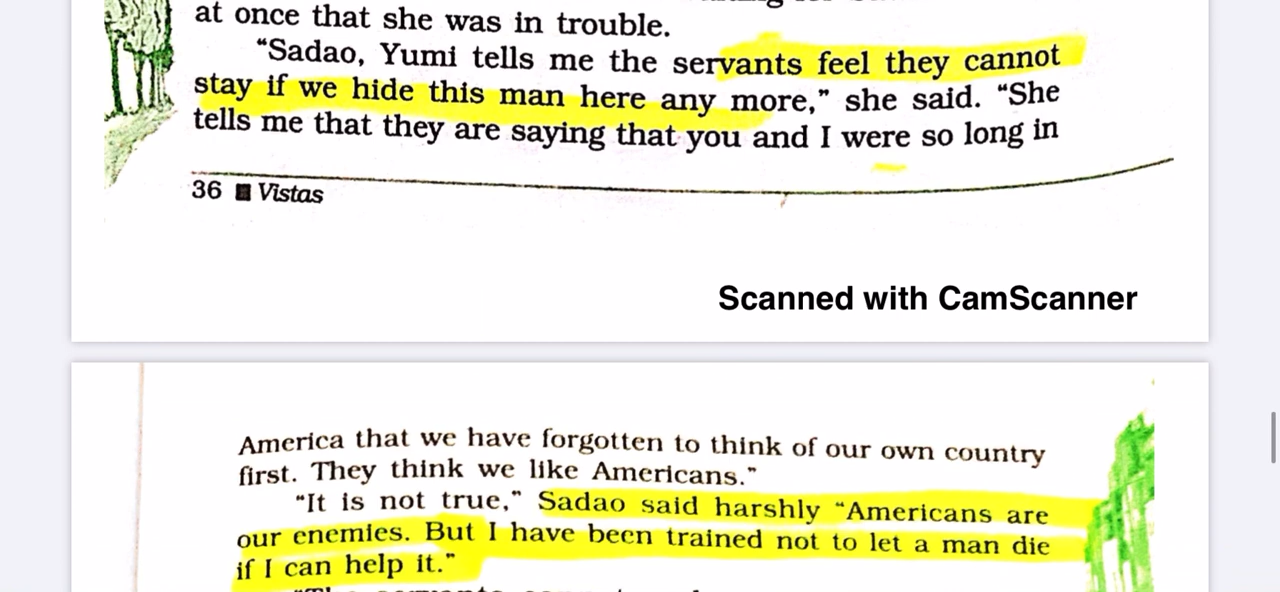 at once that she was in trouble.
“Sadao, Yumi tells me the servants feel they cannot
stay if we hide this man here any more,” she said. “She
tells me that they are saying that you and I were so long in
36 ■ Vistas
Scanned with CamScanner
America that we have forgotten to think of our own country
first. They think we like Americans.”
“It is not true,” Sadao said harshly “Americans are
our enemies. But I have been trained not to let a man die
if I can help it.”